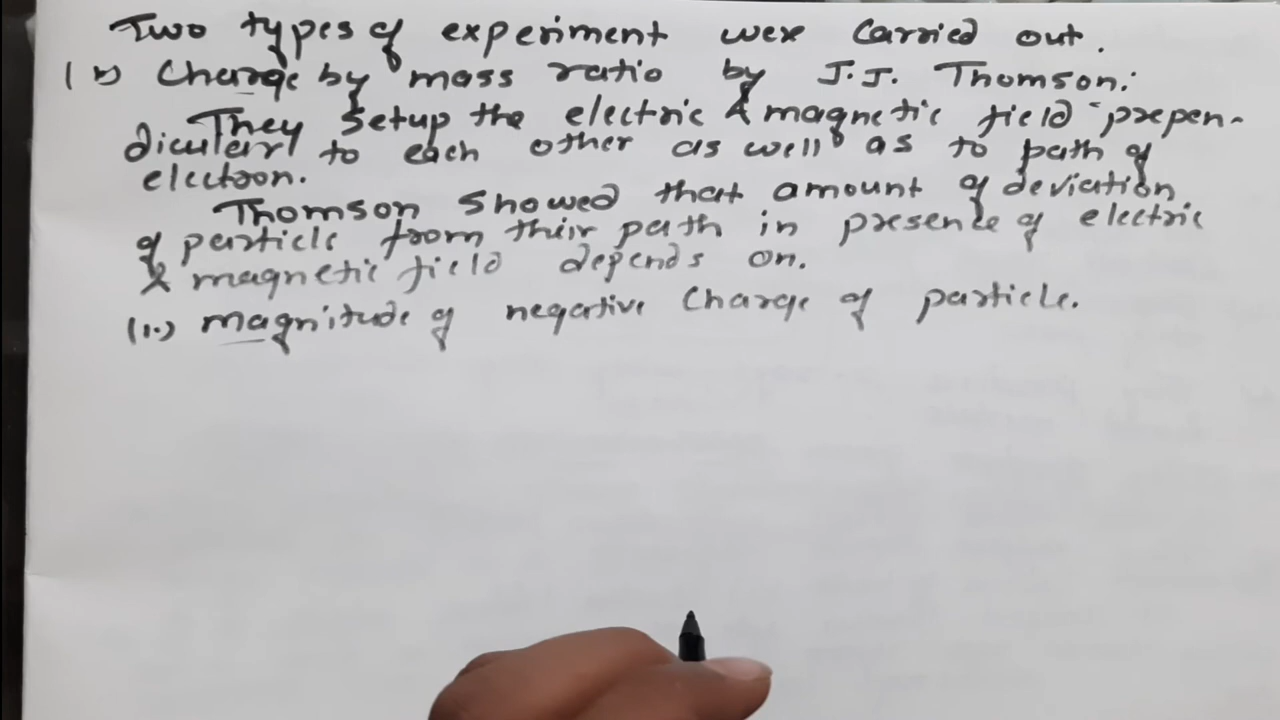 Two types of experiment were carried out.
(1) Charge by mass ratio by J.J. Thomson:
They setup the electric & magnetic field prepen-
dicular to each other as well as to path of
electron.
Thomson showed that amount of deviation
of particle from their path in presence of electric
& magnetic field depends on.
(1.) magnitude of negative charge of particle.